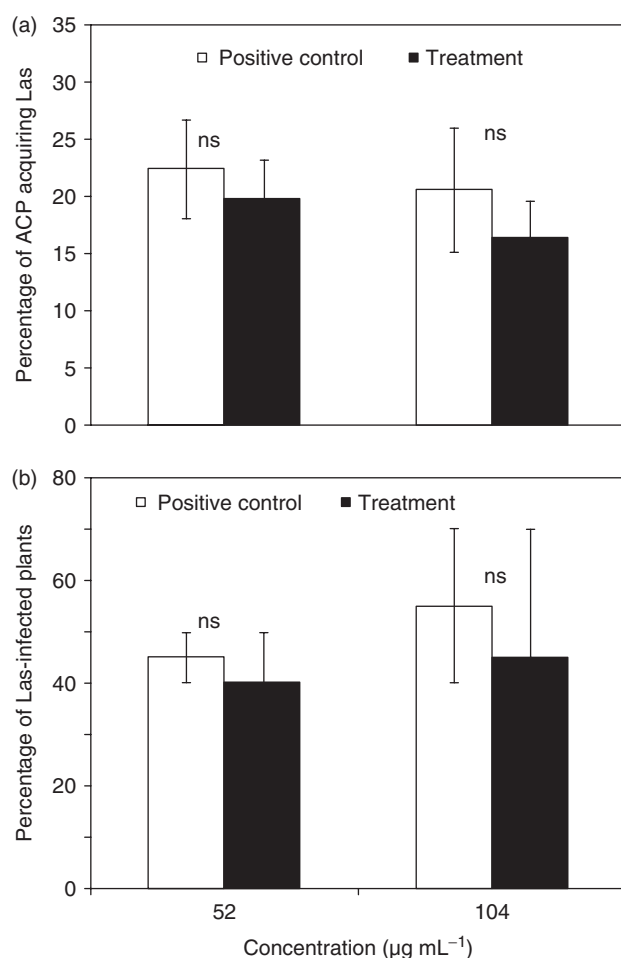 (a)
35
30
25
20
15
10
5
0
Percentage of ACP acquiring Las
Positive control Treatment
ns
ns
(b)
80
60
40
20
0
Percentage of Las-infected plants
Positive control Treatment
ns
ns
52 104
Concentration (µg mL⁻¹)